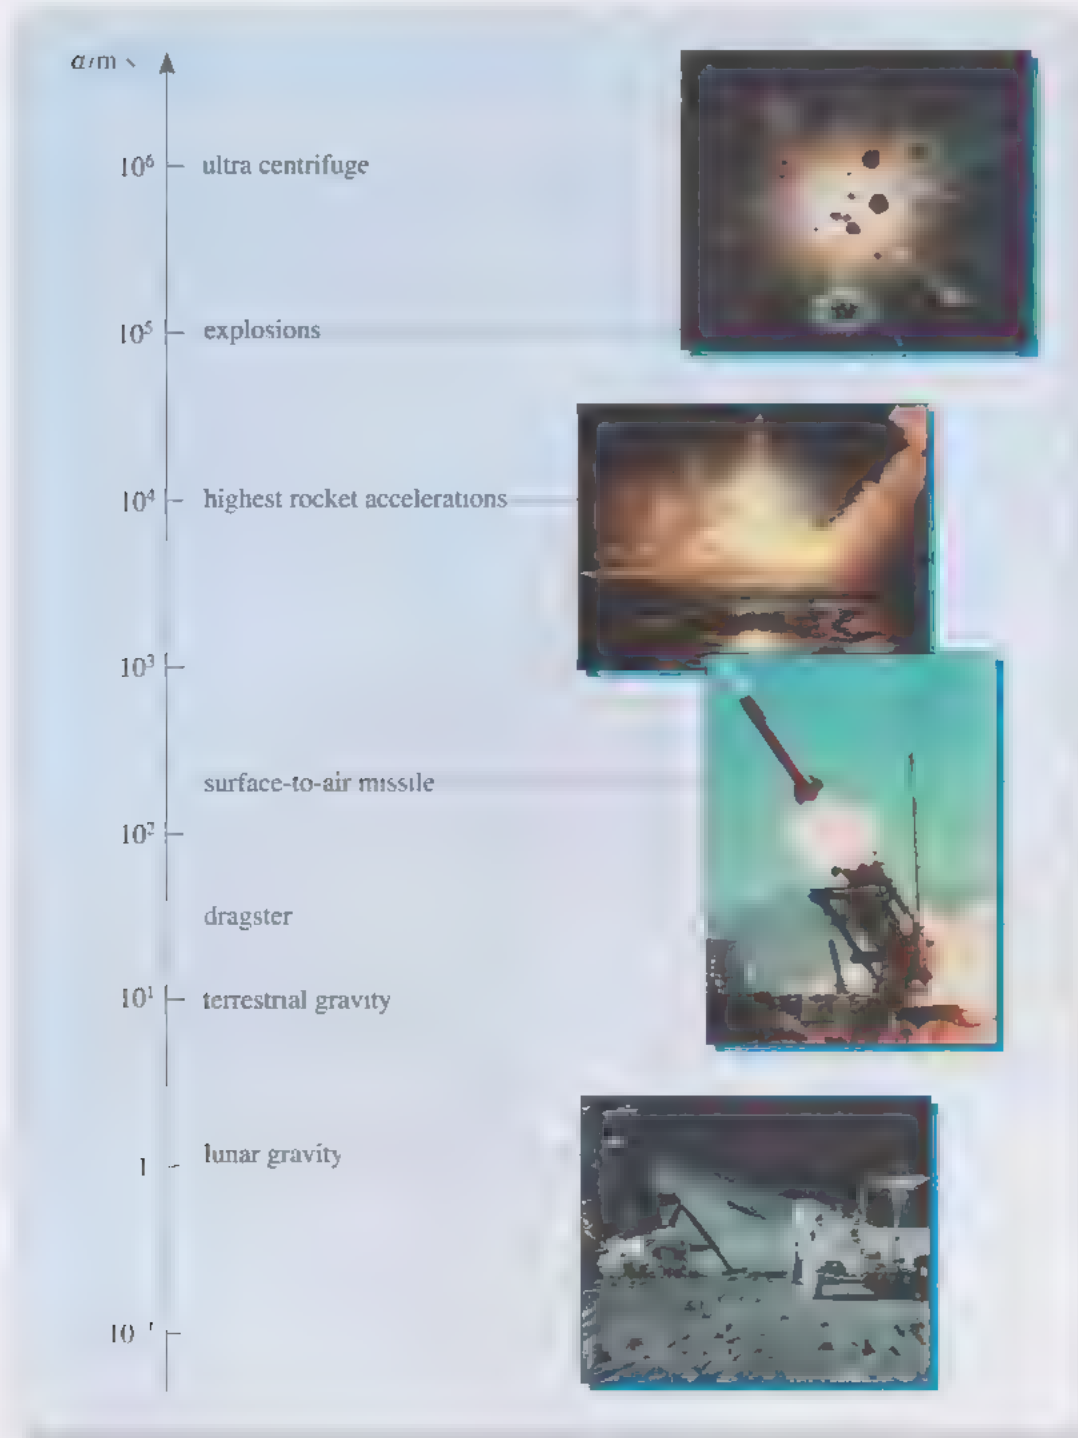 a/m
10⁶ ultra centrifuge
10⁵ explosions
10⁴ highest rocket accelerations
10³
surface-to-air missile
10²
dragster
10¹ terrestrial gravity
1 lunar gravity
10